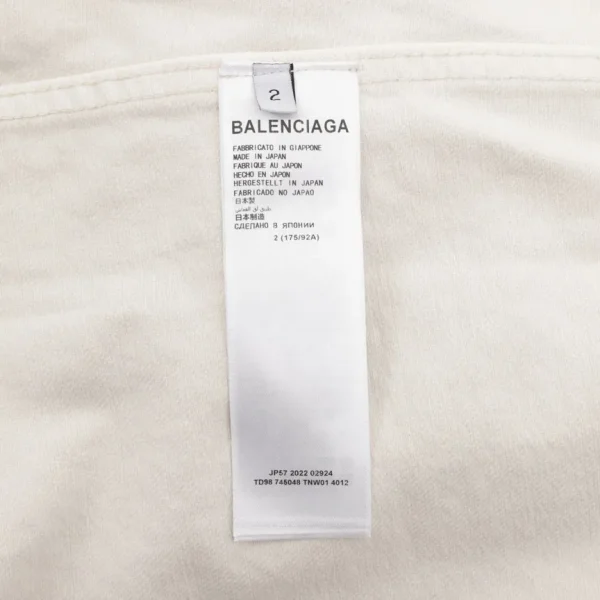 2
BALENCIAGA
FABBRICATO IN GIAPPONE
MADE IN JAPAN
FABRIQUE AU JAPON
HECHO EN JAPON
HERGESTELLT IN JAPAN
FABRICADO NO JAPAO
日本製
日本制造
СДЕЛАНО В ЯПОНИИ
2 (175/92A)
JP57 2022 02924
TD98 745048 TNW01 4012